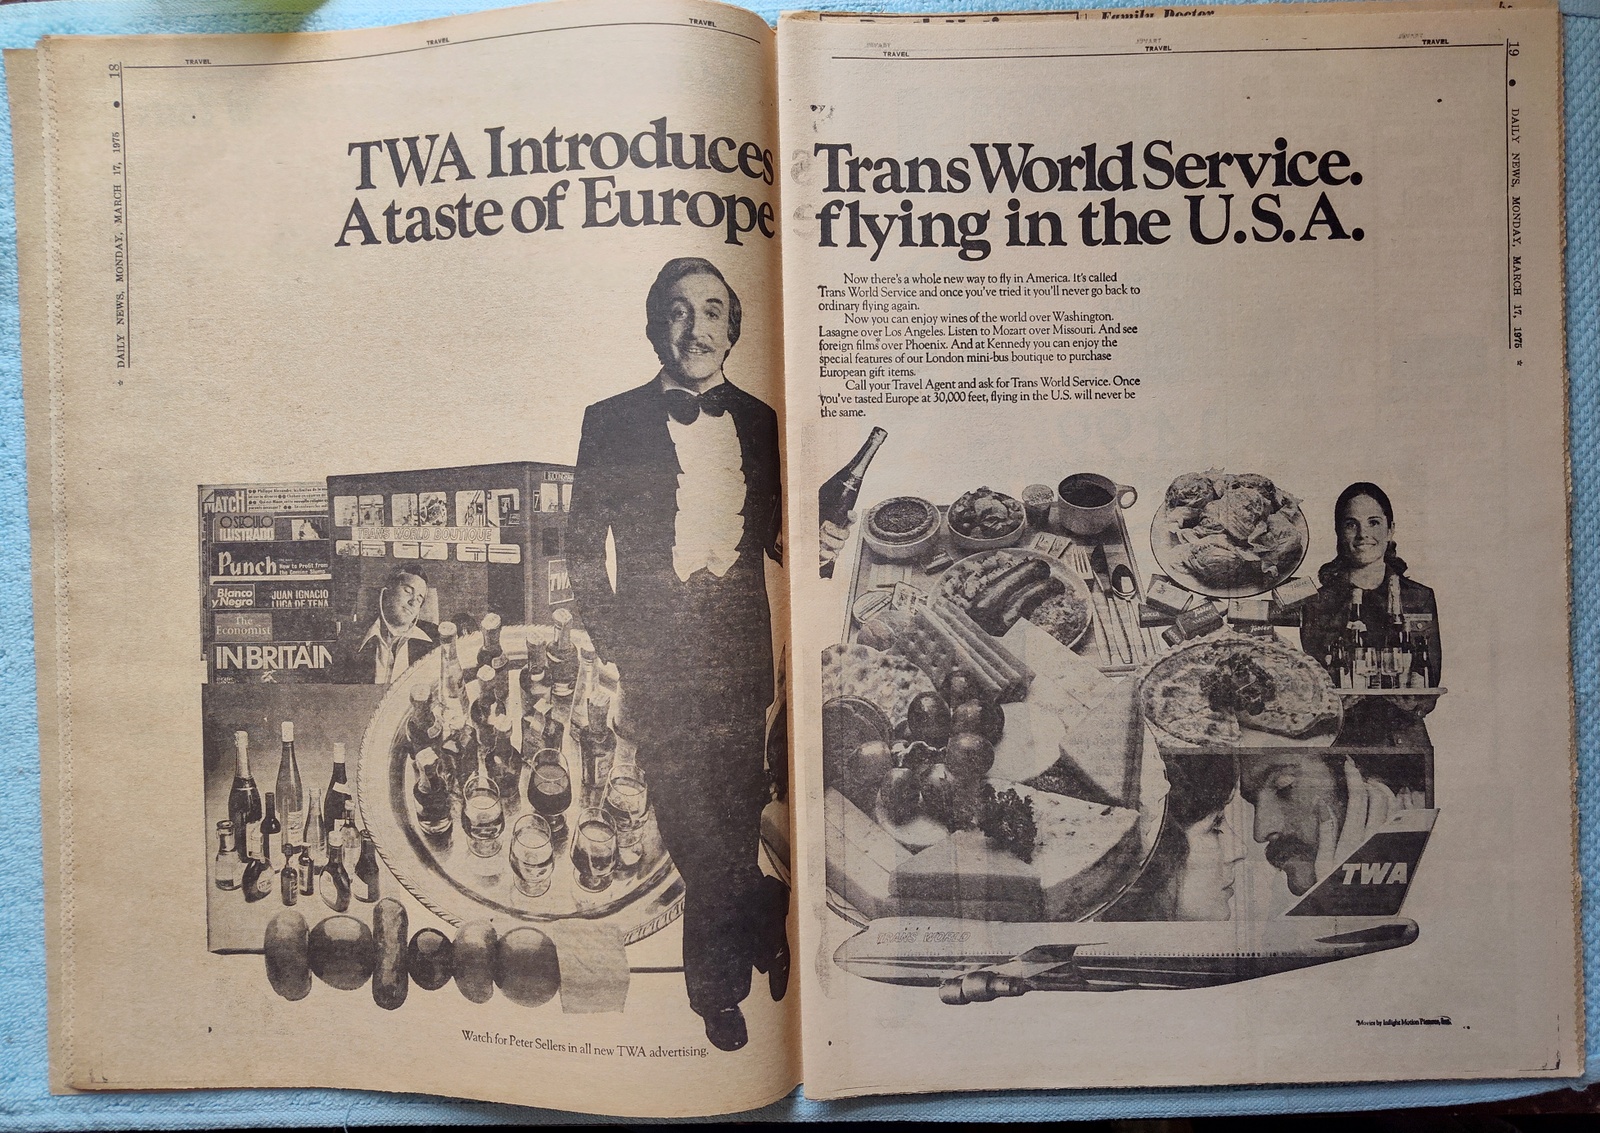 TRAVEL
TRAVEL
TRAVEL
18 • DAILY NEWS, MONDAY, MARCH 17, 1975
TWA Introduces
A taste of Europe
MATCH
O SECULO
ILUSTRADO
Punch
How to Profit from
the Coming Slump
Blanco
y Negro
JUAN IGNACIO
LUCA DE TENA
The
Economist
IN BRITAIN
TRANS WORLD BOUTIQUE
7
TWA
Watch for Peter Sellers in all new TWA advertising.
Family Doctor
TRAVEL
TRAVEL
TRAVEL
19 • DAILY NEWS, MONDAY, MARCH 17, 1975
Trans World Service.
flying in the U.S.A.
Now there's a whole new way to fly in America. It's called
Trans World Service and once you've tried it you'll never go back to
ordinary flying again.
Now you can enjoy wines of the world over Washington.
Lasagne over Los Angeles. Listen to Mozart over Missouri. And see
foreign films* over Phoenix. And at Kennedy you can enjoy the
special features of our London mini-bus boutique to purchase
European gift items.
Call your Travel Agent and ask for Trans World Service. Once
you've tasted Europe at 30,000 feet, flying in the U.S. will never be
the same.
TWA
TRANS WORLD
*Movies by Inflight Motion Pictures, Inc.